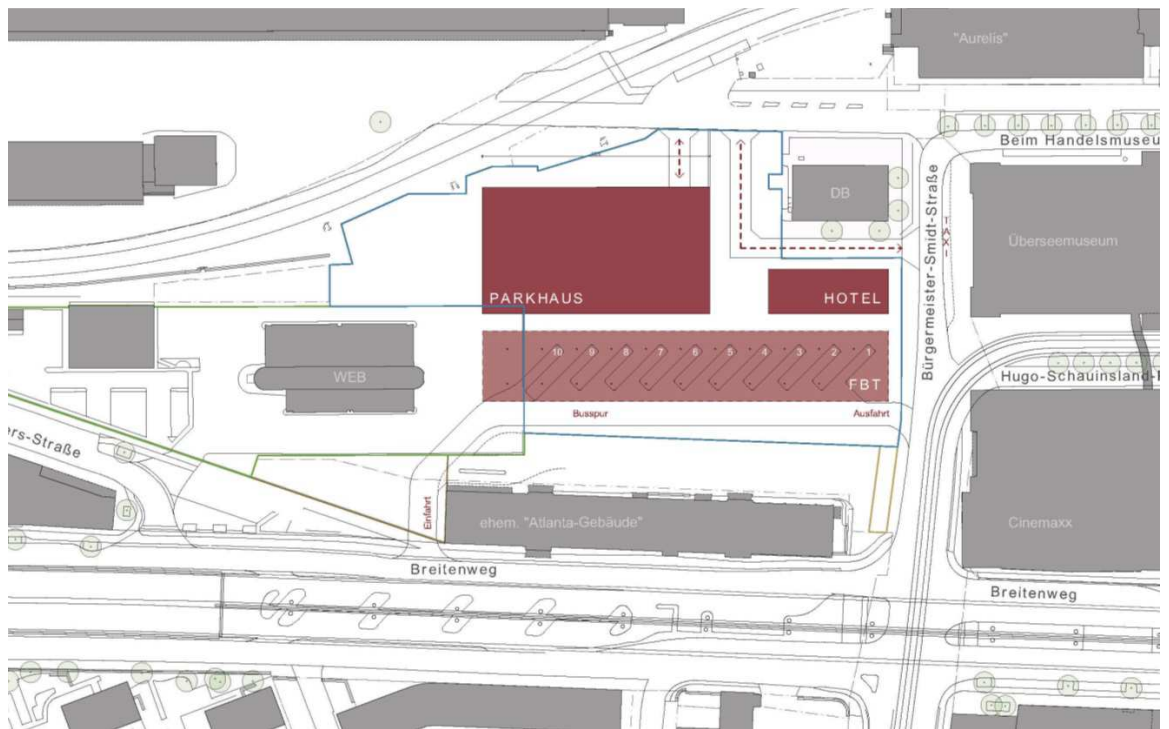 "Aurelis"
Beim Handelsmuseu
DB
Bürgermeister-Smidt-Straße
TAXI
Überseemuseum
PARKHAUS
HOTEL
10 9 8 7 6 5 4 3 2 1
WEB
FBT
Hugo-Schauinsland-P
Busspur
Ausfahrt
ers-Straße
Einfahrt
ehem. "Atlanta-Gebäude"
Cinemaxx
Breitenweg
Breitenweg